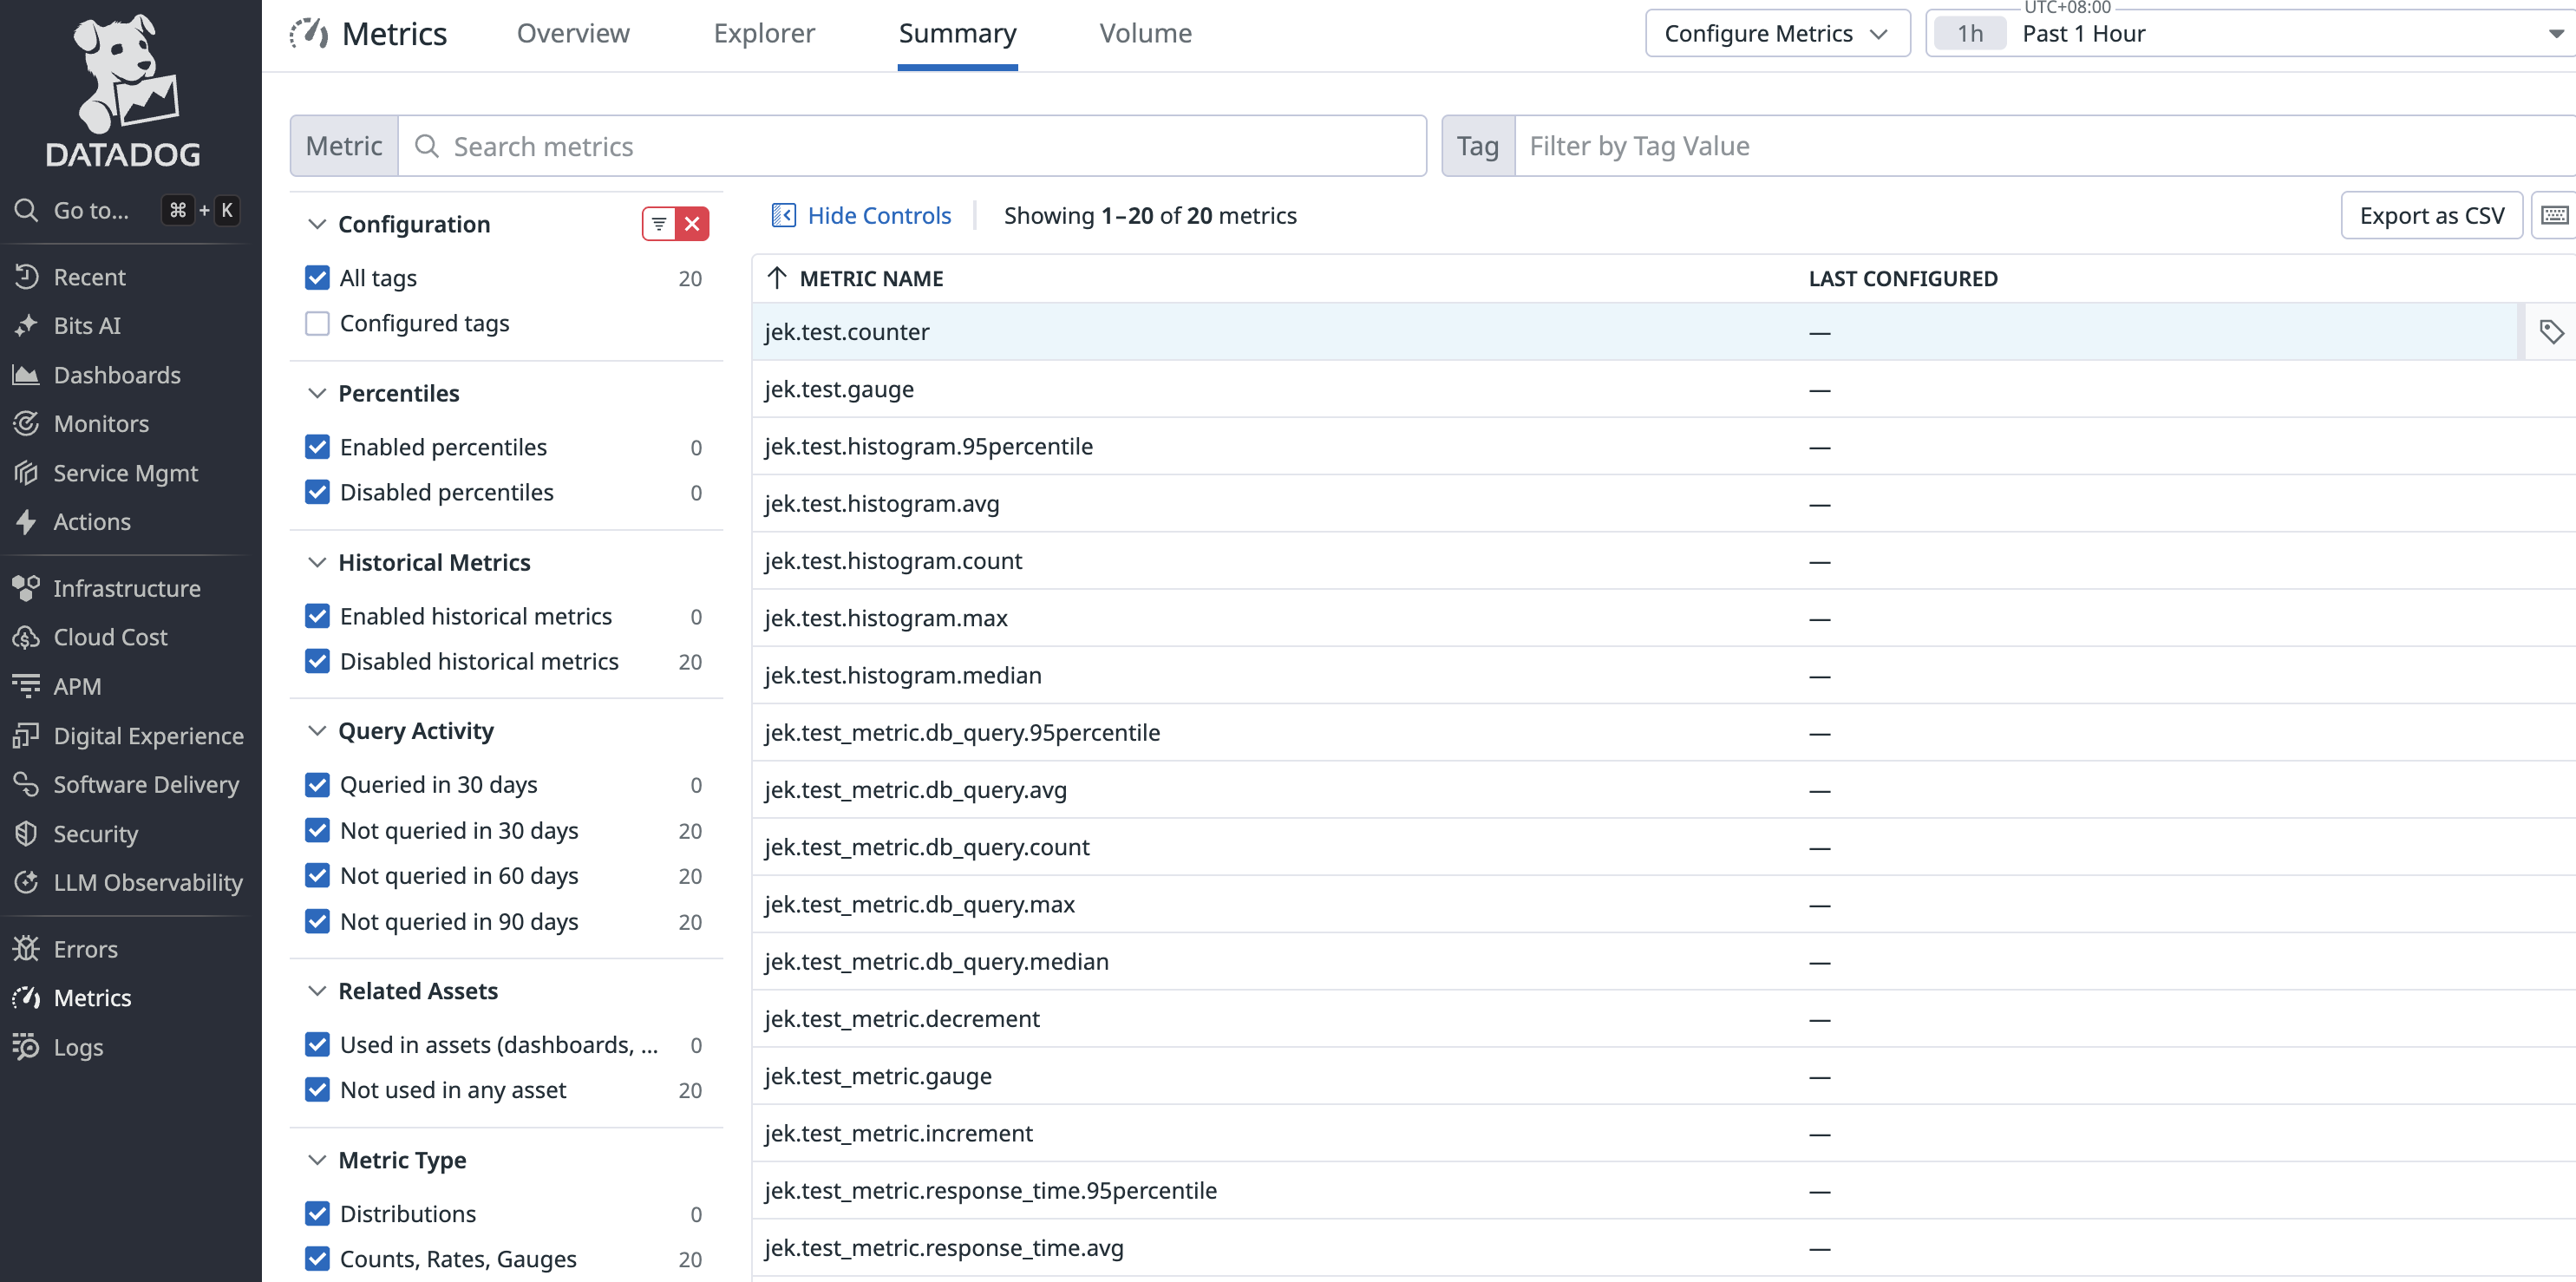 DATADOG
Go to... ⌘ + K
Recent
Bits AI
Dashboards
Monitors
Service Mgmt
Actions
Infrastructure
Cloud Cost
APM
Digital Experience
Software Delivery
Security
LLM Observability
Errors
Metrics
Logs
Metrics Overview Explorer Summary Volume
Configure Metrics
UTC+08:00
1h Past 1 Hour
Metric Search metrics
Tag Filter by Tag Value
Configuration
All tags 20
Configured tags
Percentiles
Enabled percentiles 0
Disabled percentiles 0
Historical Metrics
Enabled historical metrics 0
Disabled historical metrics 20
Query Activity
Queried in 30 days 0
Not queried in 30 days 20
Not queried in 60 days 20
Not queried in 90 days 20
Related Assets
Used in assets (dashboards, ... 0
Not used in any asset 20
Metric Type
Distributions 0
Counts, Rates, Gauges 20
Hide Controls Showing 1–20 of 20 metrics
Export as CSV
METRIC NAME LAST CONFIGURED
jek.test.counter —
jek.test.gauge —
jek.test.histogram.95percentile —
jek.test.histogram.avg —
jek.test.histogram.count —
jek.test.histogram.max —
jek.test.histogram.median —
jek.test_metric.db_query.95percentile —
jek.test_metric.db_query.avg —
jek.test_metric.db_query.count —
jek.test_metric.db_query.max —
jek.test_metric.db_query.median —
jek.test_metric.decrement —
jek.test_metric.gauge —
jek.test_metric.increment —
jek.test_metric.response_time.95percentile —
jek.test_metric.response_time.avg —